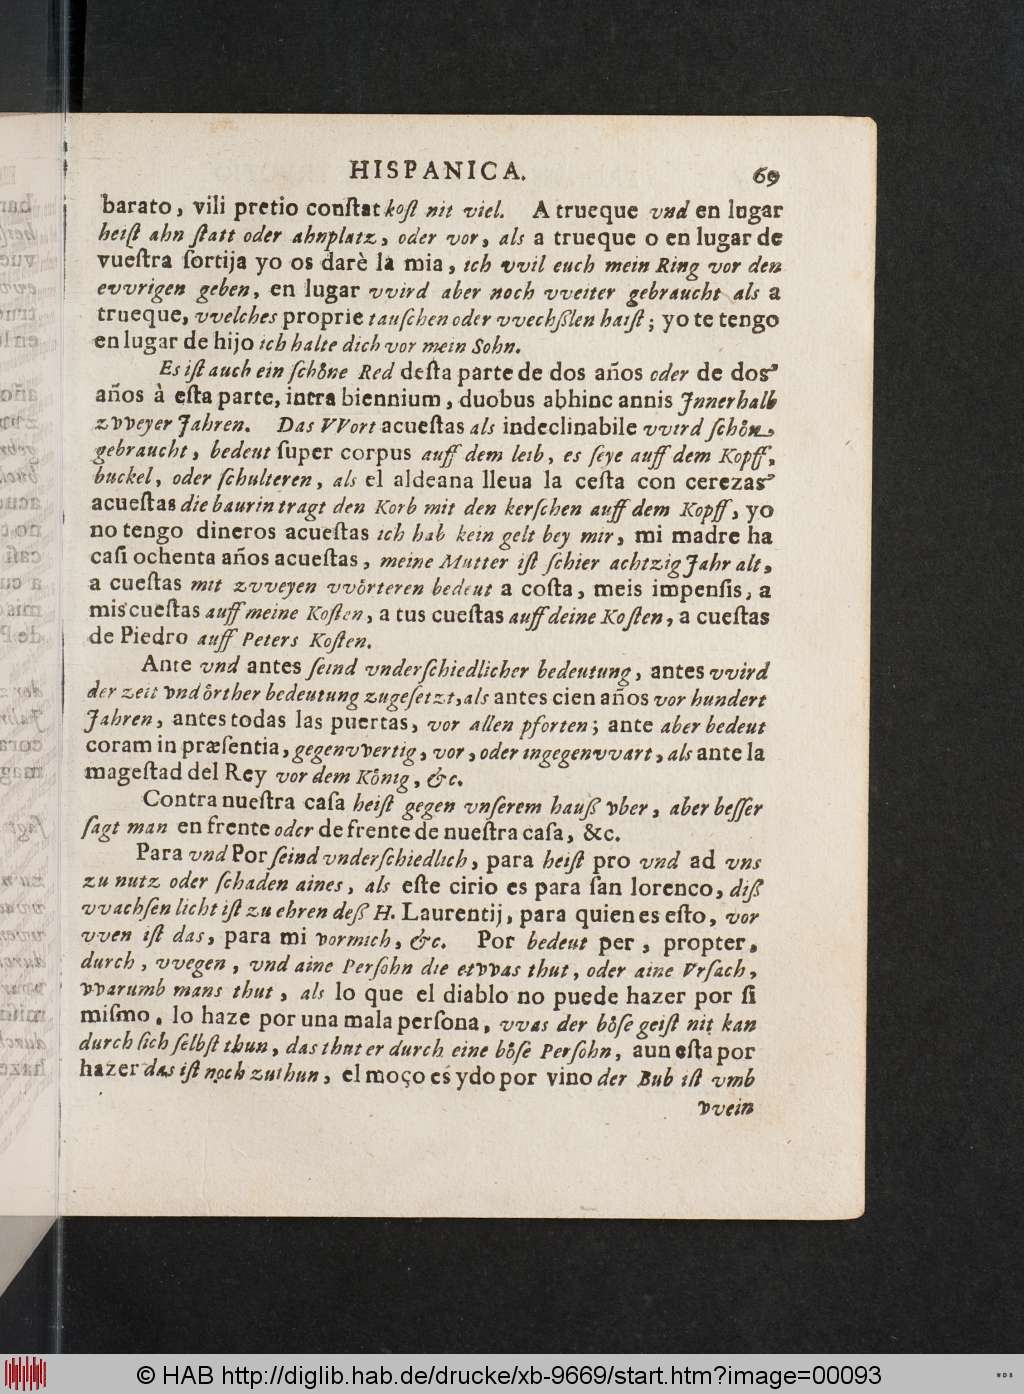 HISPANICA. 69
barato, vili pretio conſtat koſt nit viel. A trueque vnd en lugar
heiſt ahn ſtatt oder ahnplatz, oder vor, als a trueque o en lugar de
vueſtra ſortija yo os darè la mia, ich vvil euch mein Ring vor den
evvrigen geben, en lugar vvird aber noch vveiter gebraucht als a
trueque, vvelches proprie tauſchen oder vvechßlen haiſt; yo te tengo
en lugar de hijo ich halte dich vor mein Sohn.
Es iſt auch ein ſchöne Red deſta parte de dos años oder de dos
años à eſta parte, intra biennium, duobus abhinc annis Jnnerhalb
zvveyer Jahren. Das VVort acueſtas als indeclinabile vvird ſchön
gebraucht, bedeut ſuper corpus auff dem leib, es ſeye auff dem Kopff,
buckel, oder ſchulteren, als el aldeana lleua la ceſta con cerezas
acueſtas die baurin tragt den Korb mit den kerſchen auff dem Kopff, yo
no tengo dineros acueſtas ich hab kein gelt bey mir, mi madre ha
caſi ochenta años acueſtas, meine Mutter iſt ſchier achtzig Jahr alt,
a cueſtas mit zvveyen vvörteren bedeut a coſta, meis impenſis, a
mis cueſtas auff meine Koſten, a tus cueſtas auff deine Koſten, a cueſtas
de Piedro auff Peters Koſten.
Ante vnd antes ſeind vnderſchiedlicher bedeutung, antes vvird
der zeit vnd örther bedeutung zugeſetzt, als antes cien años vor hundert
Jahren, antes todas las puertas, vor allen pforten; ante aber bedeut
coram in præſentia, gegenvvertig, vor, oder ingegenvvart, als ante la
mageſtad del Rey vor dem König, &c.
Contra nueſtra caſa heiſt gegen vnſerem hauß vber, aber beſſer
ſagt man en frente oder de frente de nueſtra caſa, &c.
Para vnd Por ſeind vnderſchiedlich, para heiſt pro vnd ad vns
zu nutz oder ſchaden aines, als eſte cirio es para ſan lorenco, diß
vvachſen licht iſt zu ehren deß H. Laurentij, para quien es eſto, vor
vven iſt das, para mi vor mich, &c. Por bedeut per, propter,
durch, vvegen, vnd aine Perſohn die etvvas thut, oder aine Vrſach,
vvarumb mans thut, als lo que el diablo no puede hazer por ſi
miſmo, lo haze por una mala perſona, vvas der böſe geiſt nit kan
durch ſich ſelbſt thun, das thut er durch eine böſe Perſohn, aun eſta por
hazer das iſt noch zuthun, el moço es ydo por vino der Bub iſt vmb
vvein
© HAB http://diglib.hab.de/drucke/xb-9669/start.htm?image=00093